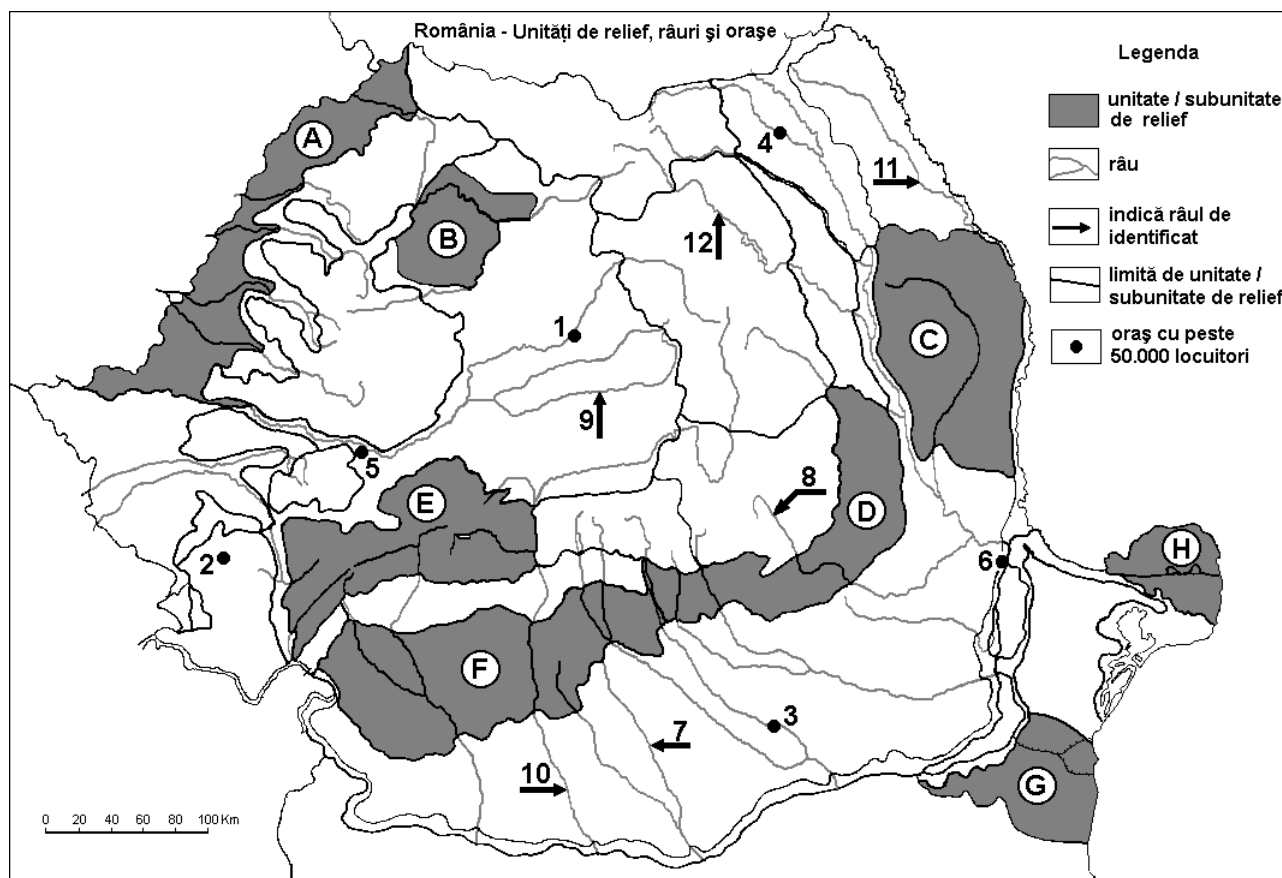 România - Unităţi de relief, râuri şi oraşe
Legenda
unitate / subunitate
de relief
râu
indică râul de
identificat
limită de unitate /
subunitate de relief
oraş cu peste
50.000 locuitori
A
4
11
B
12
1
C
9
5
8
E
D
2
6
H
F
3
7
10
G
0 20 40 60 80 100 Km